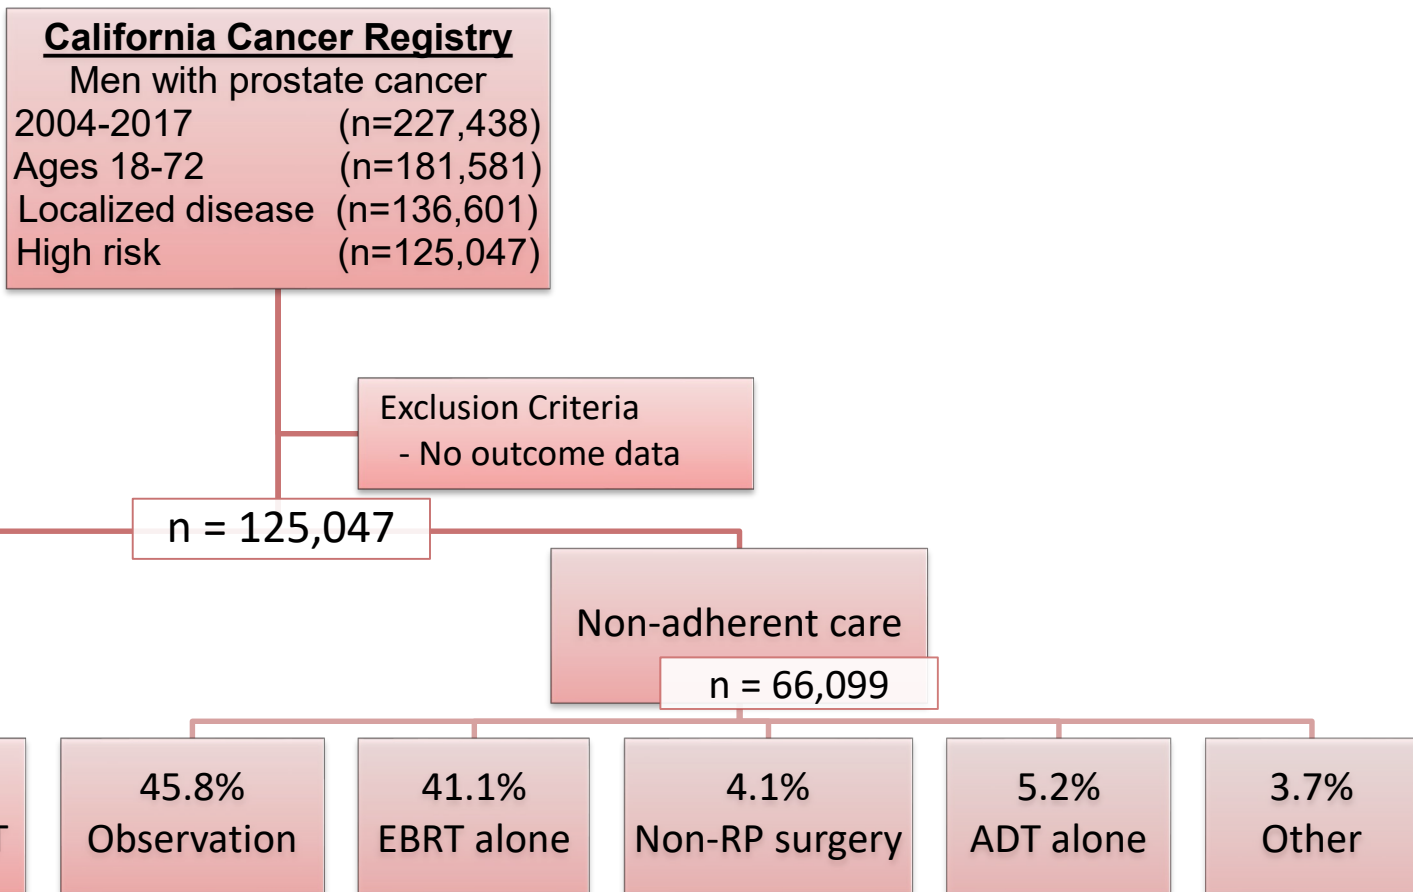 California Cancer Registry
Men with prostate cancer
2004-2017 (n=227,438)
Ages 18-72 (n=181,581)
Localized disease (n=136,601)
High risk (n=125,047)
Exclusion Criteria
- No outcome data
n = 125,047
Non-adherent care
n = 66,099
T
45.8%
Observation
41.1%
EBRT alone
4.1%
Non-RP surgery
5.2%
ADT alone
3.7%
Other